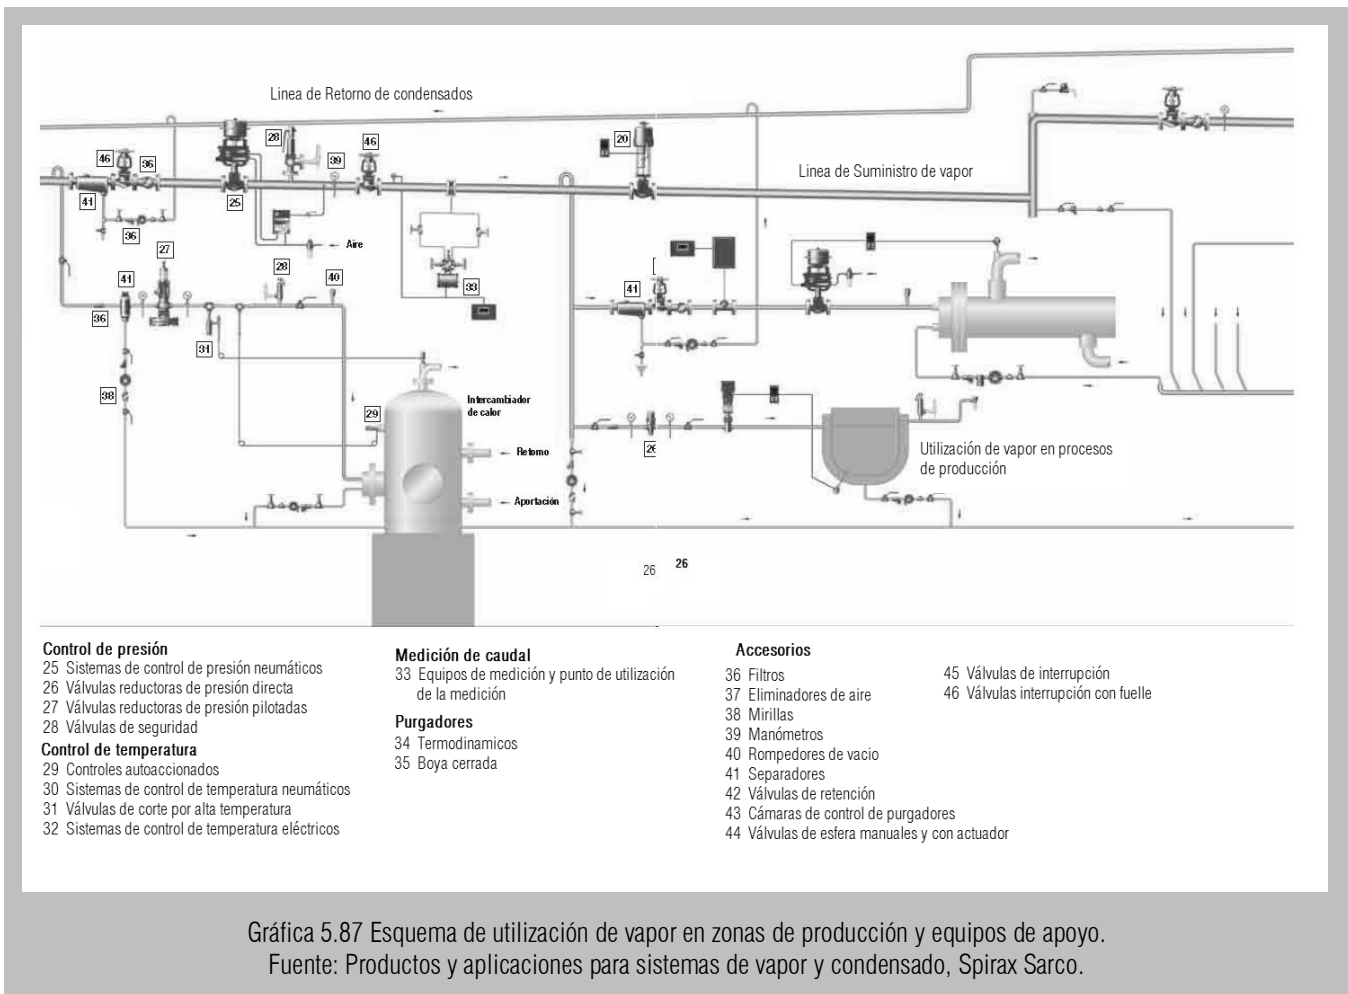 Linea de Retorno de condensados
28
46
20
46
36
39
Linea de Suministro de vapor
41
25
36
Aire
27
28
40
41
33
41
36
31
38
29
Intercambiador
de calor
26
Retorno
Utilización de vapor en procesos
de producción
Aportación
26
26
Control de presión
25 Sistemas de control de presión neumáticos
26 Válvulas reductoras de presión directa
27 Válvulas reductoras de presión pilotadas
28 Válvulas de seguridad
Control de temperatura
29 Controles autoaccionados
30 Sistemas de control de temperatura neumáticos
31 Válvulas de corte por alta temperatura
32 Sistemas de control de temperatura eléctricos
Medición de caudal
33 Equipos de medición y punto de utilización
de la medición
Purgadores
34 Termodinamicos
35 Boya cerrada
Accesorios
36 Filtros
37 Eliminadores de aire
38 Mirillas
39 Manómetros
40 Rompedores de vacio
41 Separadores
42 Válvulas de retención
43 Cámaras de control de purgadores
44 Válvulas de esfera manuales y con actuador
45 Válvulas de interrupción
46 Válvulas interrupción con fuelle
Gráfica 5.87 Esquema de utilización de vapor en zonas de producción y equipos de apoyo.
Fuente: Productos y aplicaciones para sistemas de vapor y condensado, Spirax Sarco.